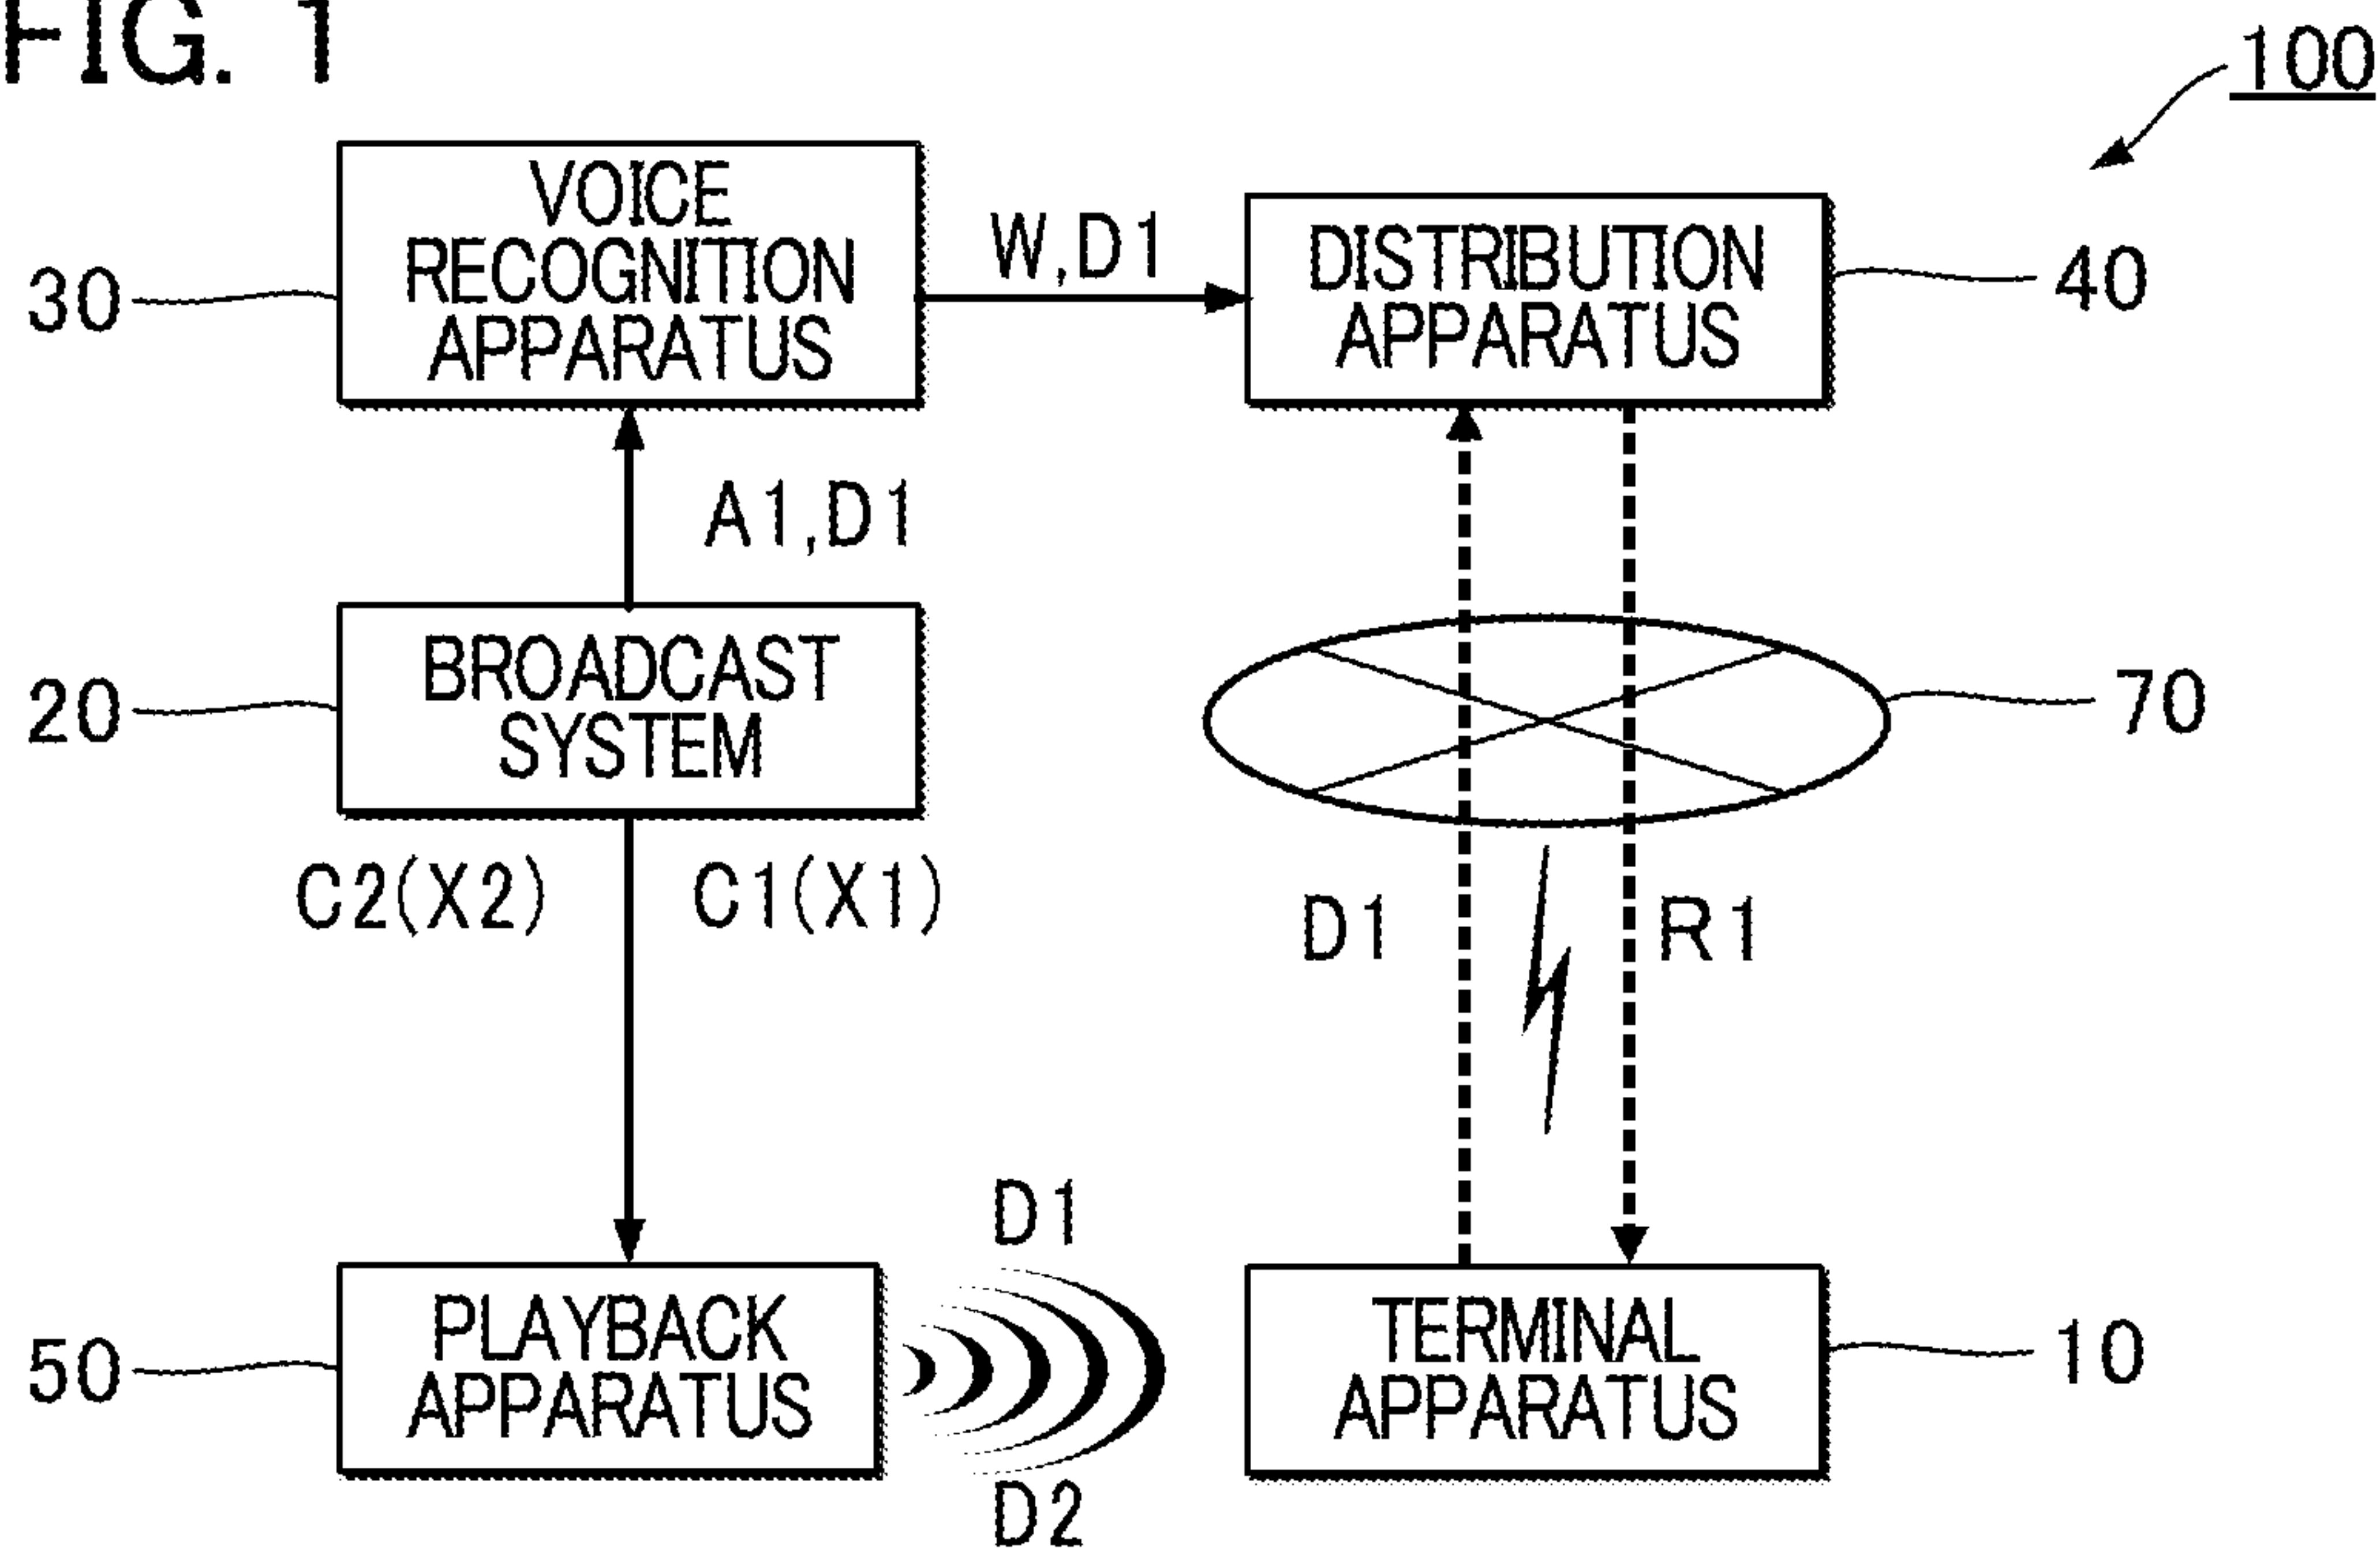 FIG. 1
100
VOICE
RECOGNITION
APPARATUS
30
W,D1
DISTRIBUTION
APPARATUS
40
A1,D1
BROADCAST
SYSTEM
20
70
C2(X2)
C1(X1)
D1
R1
D1
PLAYBACK
APPARATUS
50
TERMINAL
APPARATUS
10
D2